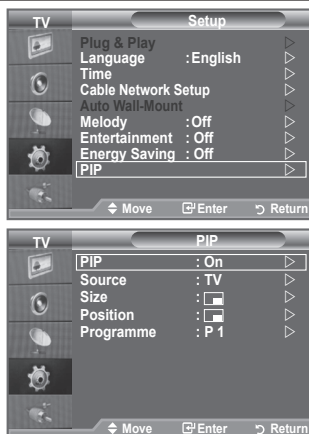 TV Setup
Plug & Play
Language : English
Time
Cable Network Setup
Auto Wall-Mount
Melody : Off
Entertainment : Off
Energy Saving : Off
PIP
Move Enter Return
TV PIP
PIP : On
Source : TV
Size :
Position :
Programme : P 1
Move Enter Return